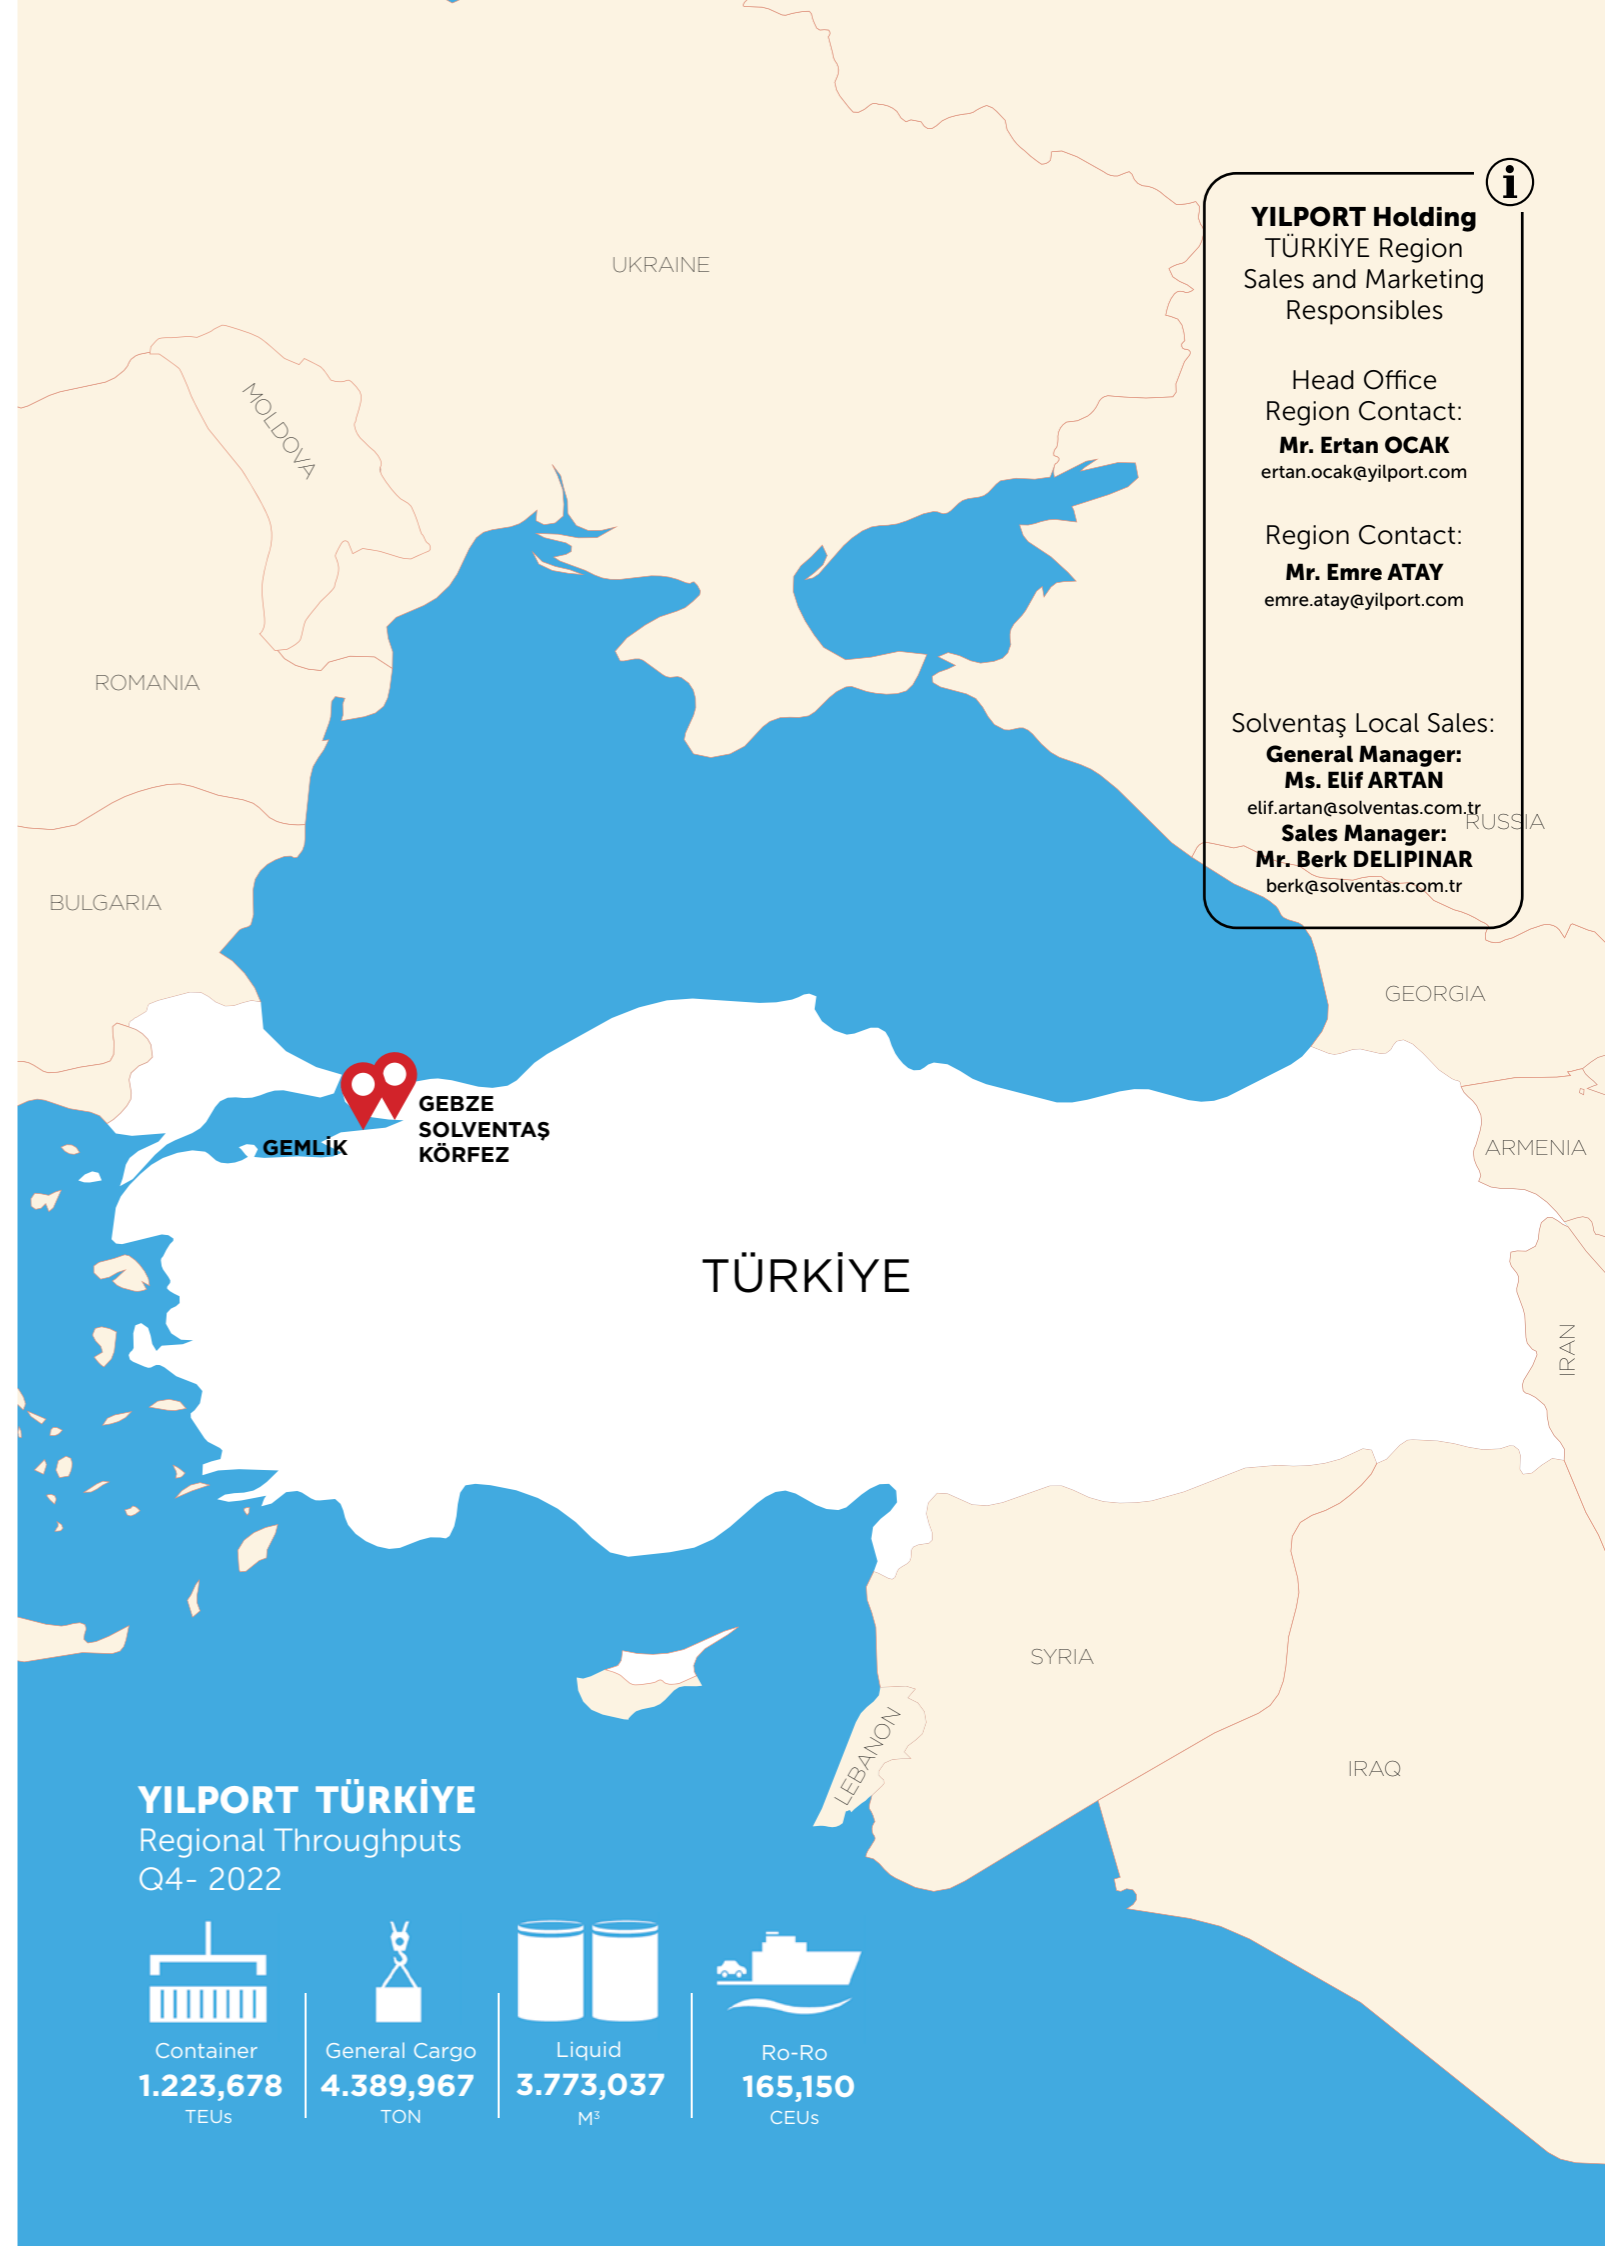 UKRAINE
MOLDOVA
ROMANIA
BULGARIA
YILPORT Holding
TÜRKİYE Region
Sales and Marketing
Responsibles
Head Office
Region Contact:
Mr. Ertan OCAK
ertan.ocak@yilport.com
Region Contact:
Mr. Emre ATAY
emre.atay@yilport.com
Solventaş Local Sales:
General Manager:
Ms. Elif ARTAN
elif.artan@solventas.com.tr
Sales Manager:
Mr. Berk DELIPINAR
berk@solventas.com.tr
RUSSIA
GEORGIA
ARMENIA
IRAN
GEMLİK
GEBZE
SOLVENTAŞ
KÖRFEZ
TÜRKİYE
SYRIA
LEBANON
IRAQ
YILPORT TÜRKİYE
Regional Throughputs
Q4- 2022
Container
1.223,678
TEUs
General Cargo
4.389,967
TON
Liquid
3.773,037
M³
Ro-Ro
165,150
CEUs